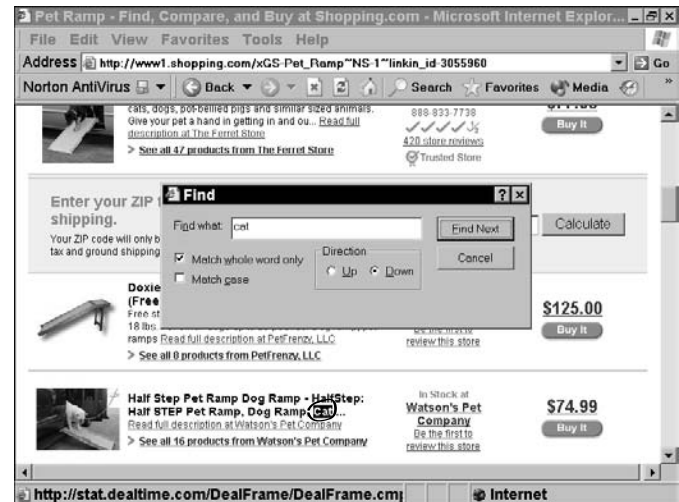 Pet Ramp - Find, Compare, and Buy at Shopping.com - Microsoft Internet Explor...
File Edit View Favorites Tools Help
Address http://www1.shopping.com/xGS-Pet_Ramp~NS-1~linkin_id-3055960 Go
Norton AntiVirus Back Search Favorites Media »
cats, dogs, pot-bellied pigs and similar sized animals.
Give your pet a hand in getting in and ou... Read full
description at The Ferret Store
> See all 47 products from The Ferret Store
888-833-7738
420 store reviews
Trusted Store
Buy It
Enter your ZIP
shipping.
Your ZIP code will only b
tax and ground shipping
Calculate
Find
Find what: cat
Find Next
Match whole word only
Match case
Direction
Up Down
Cancel
Doxie
(Free
Free st
18 lbs
ramps Read full description at PetFrenzy, LLC
> See all 8 products from PetFrenzy, LLC
Be the first to
review this store
$125.00
Buy It
Half Step Pet Ramp Dog Ramp - HalfStep:
Half STEP Pet Ramp, Dog Ramp, Cat...
Read full description at Watson's Pet Company
> See all 16 products from Watson's Pet Company
In Stock at
Watson's Pet
Company
Be the first to
review this store
$74.99
Buy It
http://stat.dealtime.com/DealFrame/DealFrame.cmp Internet